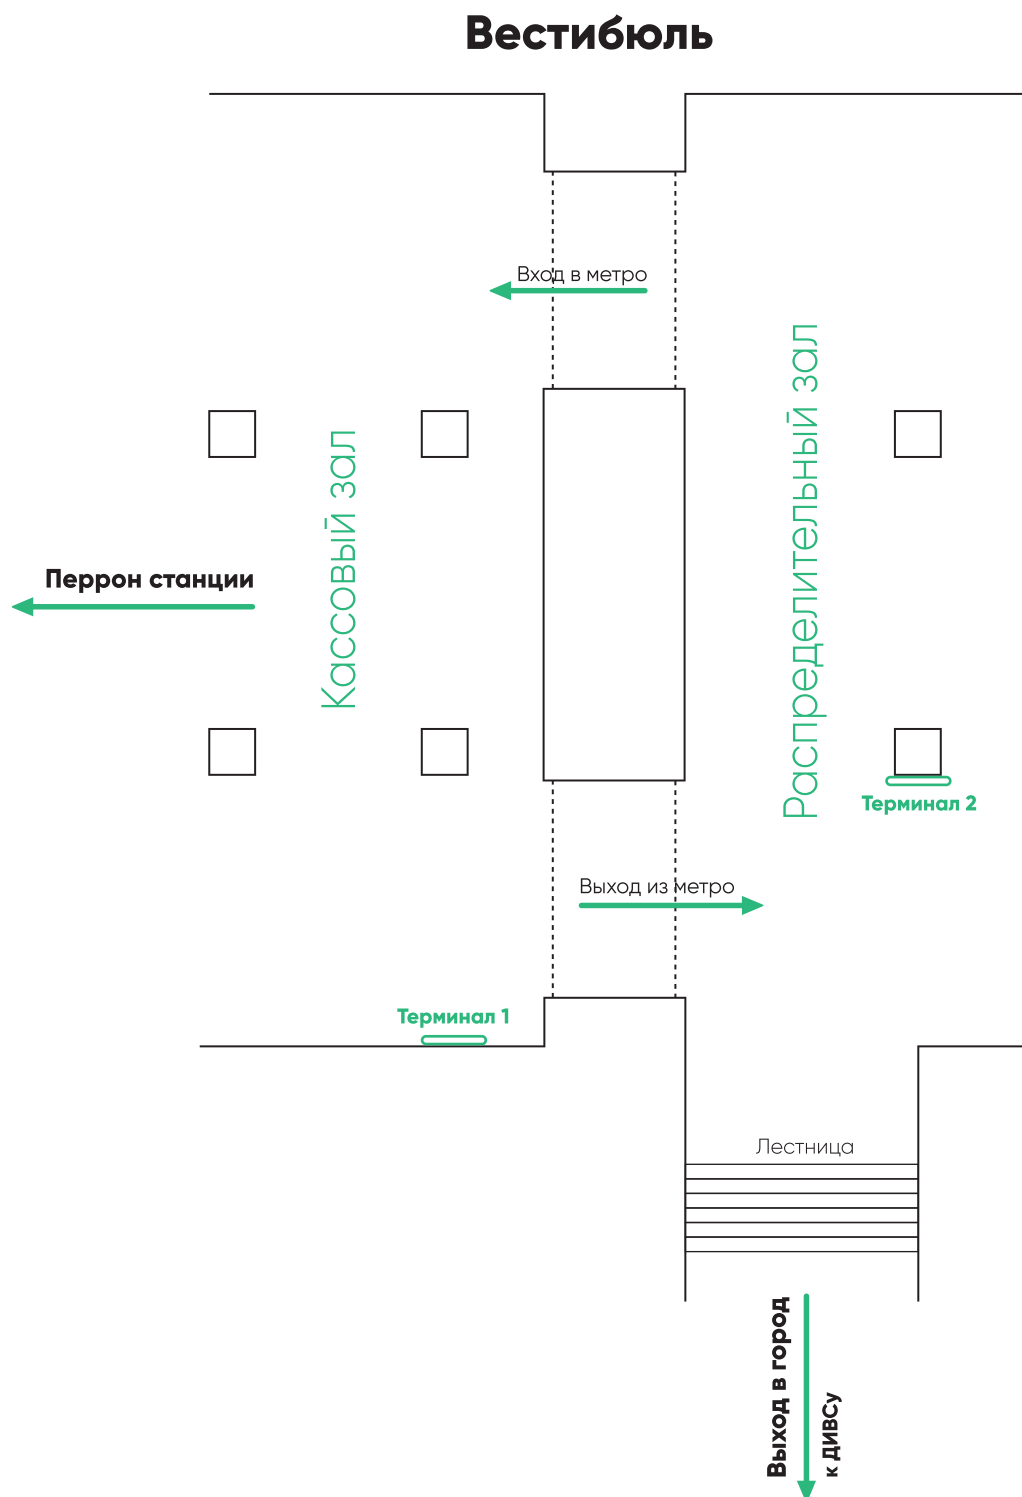 Вестибюль
Вход в метро
Распределительный зал
Кассовый зал
Перрон станции
Терминал 2
Выход из метро
Терминал 1
Лестница
Выход в город
к ДИВСу